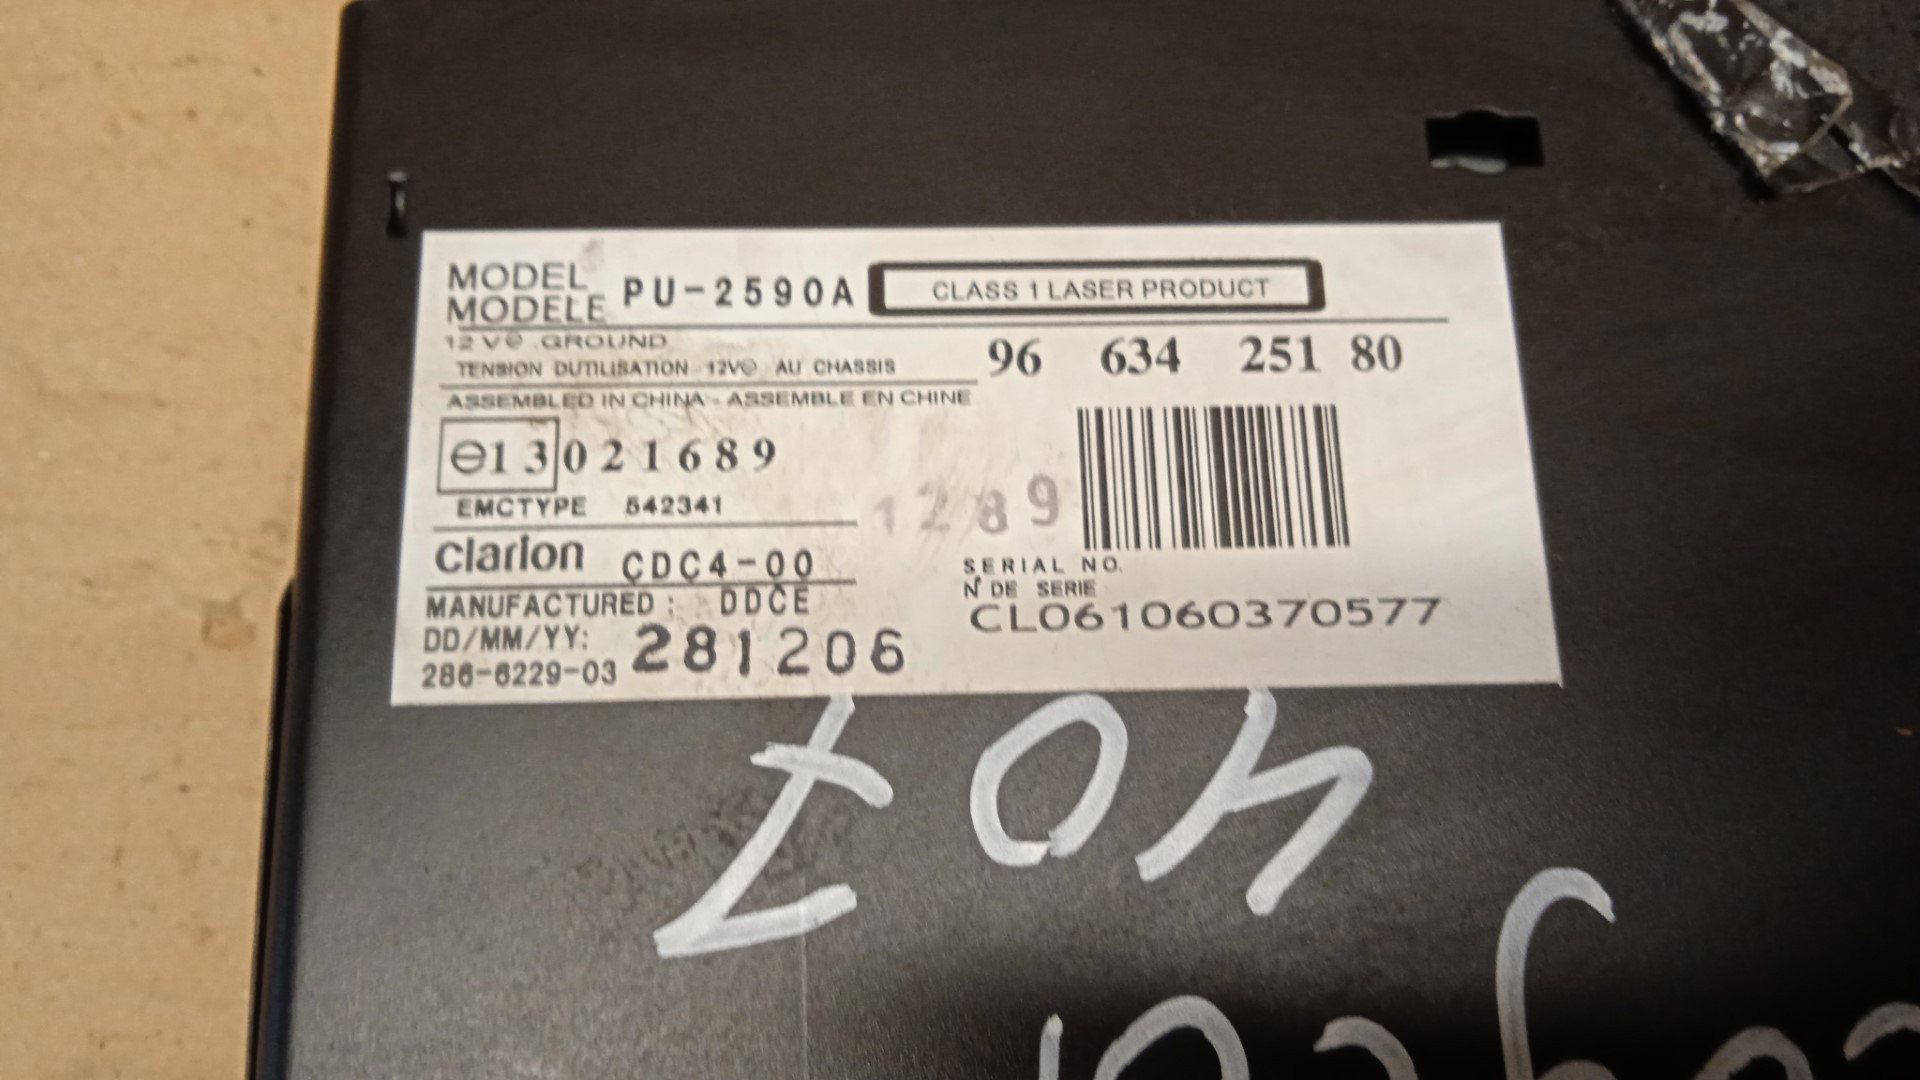 MODEL
MODELE PU-2590A
CLASS 1 LASER PRODUCT
12 V⊖ .GROUND
TENSION DUTILISATION 12V⊖ AU CHASSIS
96 634 251 80
ASSEMBLED IN CHINA - ASSEMBLE EN CHINE
e13 021689
EMCTYPE 542341
1289
Clarion CDC4-00
SERIAL NO.
N° DE SERIE
CL061060370577
MANUFACTURED : DDCE
DD/MM/YY: 281206
286-6229-03
407